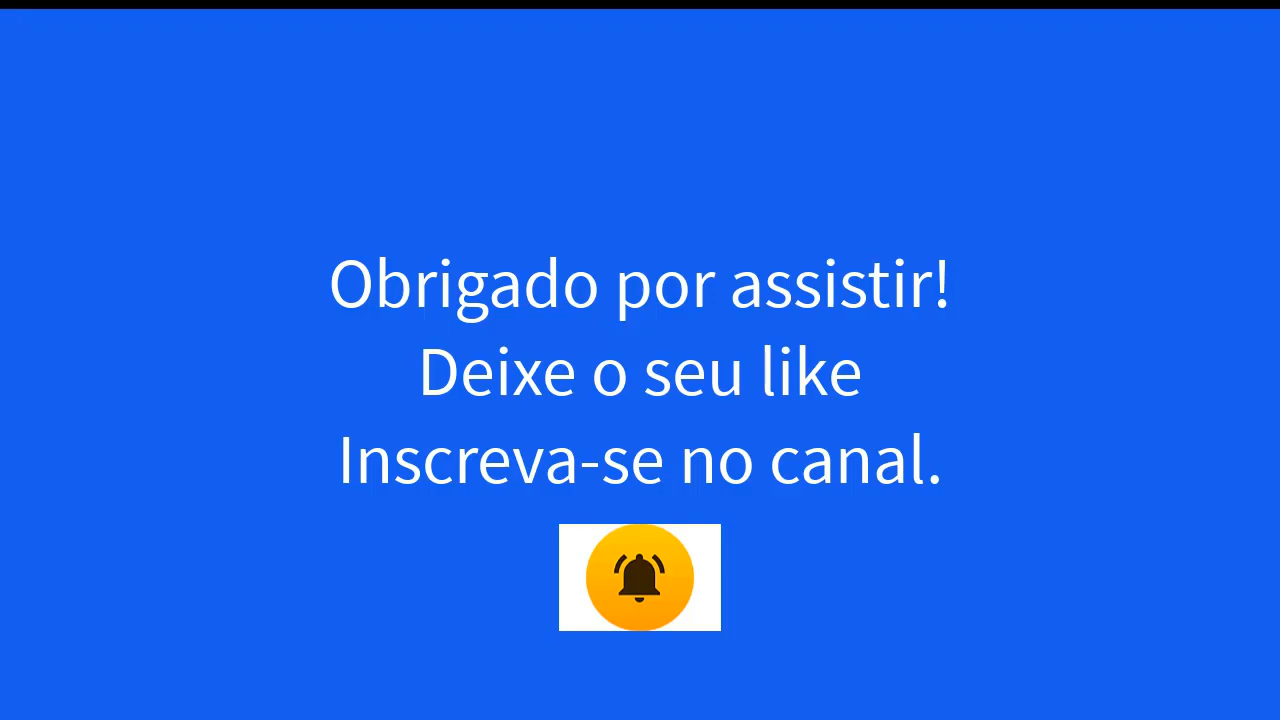 Obrigado por assistir!
Deixe o seu like
Inscreva-se no canal.